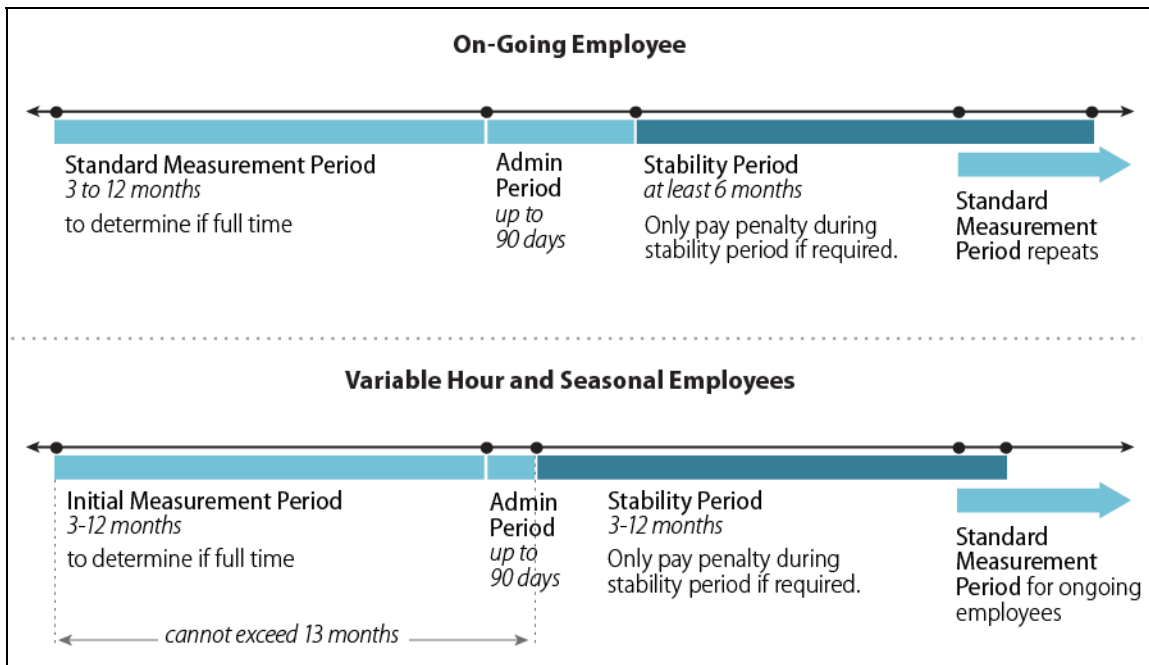 On-Going Employee
Standard Measurement Period
3 to 12 months
to determine if full time
Admin
Period
up to
90 days
Stability Period
at least 6 months
Only pay penalty during
stability period if required.
Standard
Measurement
Period repeats
Variable Hour and Seasonal Employees
Initial Measurement Period
3-12 months
to determine if full time
Admin
Period
up to
90 days
Stability Period
3-12 months
Only pay penalty during
stability period if required.
Standard
Measurement
Period for ongoing
employees
cannot exceed 13 months